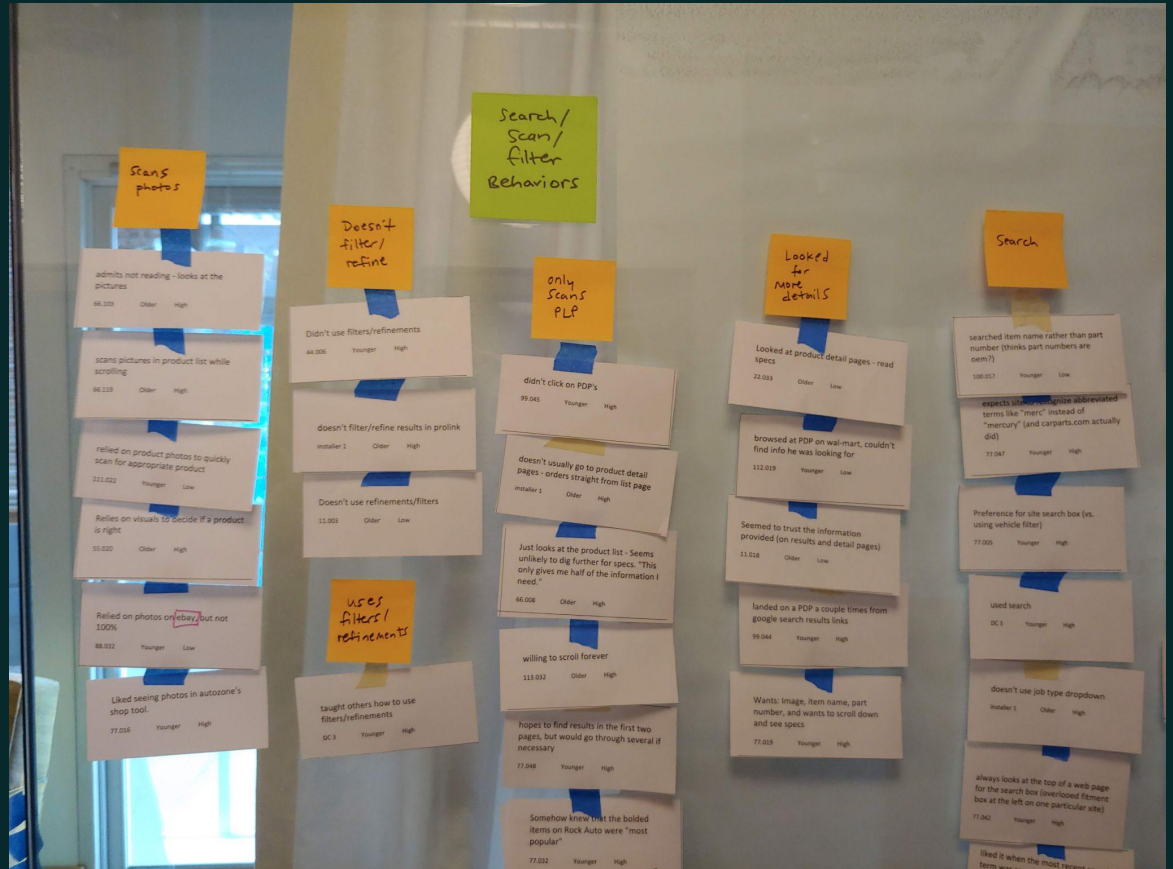 Search/
Scan/
filter
Behaviors
Scans
photos
admits not reading - looks at the
pictures
66.103 Older High
scans pictures in product list while
scrolling
66.119 Older High
relied on product photos to quickly
scan for appropriate product
Younger Low
Relies on visuals to decide if a product
is right
55.020 Older High
Relied on photos on ebay, but not
100%
88.032 Younger Low
Liked seeing photos in autozone's
shop tool.
77.016 Younger High
Doesn't
filter/
refine
Didn't use filters/refinements
44.006 Younger High
doesn't filter/refine results in prolink
installer 1 Older High
Doesn't use refinements/filters
11.003 Older Low
uses
filters/
refinements
taught others how to use
filters/refinements
DC 3 Younger High
only
scans
PLP
didn't click on PDP's
99.045 Younger High
doesn't usually go to product detail
pages - orders straight from list page
installer 1 Older High
Just looks at the product list - Seems
unlikely to dig further for specs. "This
only gives me half of the information I
need."
66.008 Older High
willing to scroll forever
113.032 Older High
hopes to find results in the first two
pages, but would go through several if
necessary
77.048 Younger High
Somehow knew that the bolded
items on Rock Auto were "most
popular"
77.032 Younger High
Looked
for
more
details
Looked at product detail pages - read
specs
22.033 Older Low
browsed at PDP on wal-mart, couldn't
find info he was looking for
112.019 Younger Low
Seemed to trust the information
provided (on results and detail pages)
11.018 Older Low
landed on a PDP a couple times from
google search results links
99.044 Younger High
Wants: Image, item name, part
number, and wants to scroll down
and see specs
77.019 Younger High
Search
searched item name rather than part
number (thinks part numbers are
oem?)
100.017 Younger Low
expects site abbreviated
terms like "merc" instead of
"mercury" (and carparts.com actually
did)
77.047 Younger High
Preference for site search box (vs.
using vehicle filter)
77.005 Younger High
used search
DC 3 Younger High
doesn't use job type dropdown
installer 1 Older High
always looks at the top of a web page
for the search box (overlooed fitment
box at the left on one particular site)
77.042 Younger High
liked it when the most recent
term was